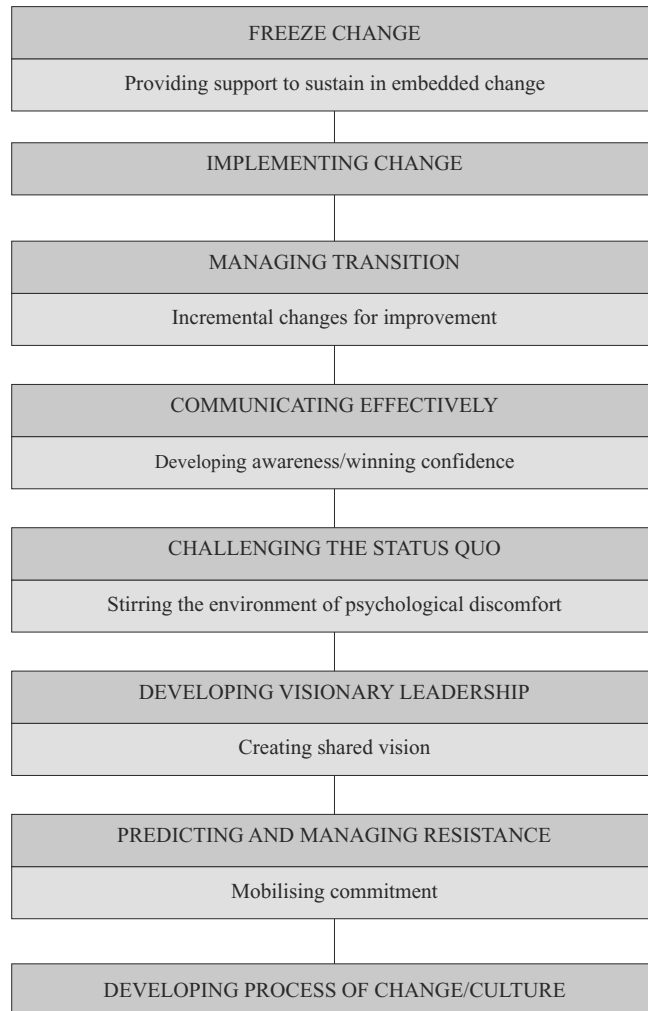 FREEZE CHANGE
Providing support to sustain in embedded change
IMPLEMENTING CHANGE
MANAGING TRANSITION
Incremental changes for improvement
COMMUNICATING EFFECTIVELY
Developing awareness/winning confidence
CHALLENGING THE STATUS QUO
Stirring the environment of psychological discomfort
DEVELOPING VISIONARY LEADERSHIP
Creating shared vision
PREDICTING AND MANAGING RESISTANCE
Mobilising commitment
DEVELOPING PROCESS OF CHANGE/CULTURE